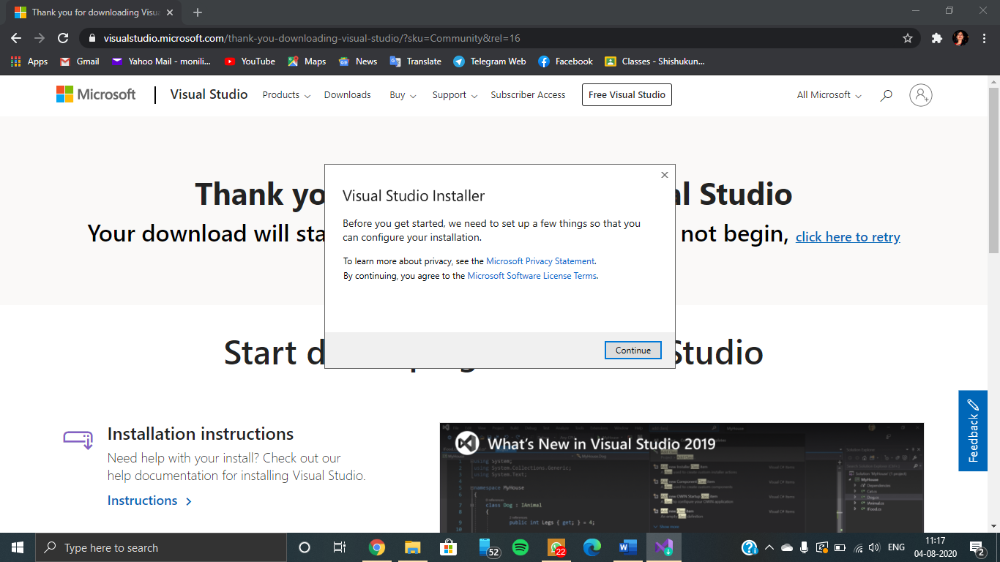 Thank you for downloading Visua
visualstudio.microsoft.com/thank-you-downloading-visual-studio/?sku=Community&rel=16
Apps Gmail Yahoo Mail - monili... YouTube Maps News Translate Telegram Web Facebook Classes - Shishukun...
Microsoft Visual Studio Products Downloads Buy Support Subscriber Access Free Visual Studio All Microsoft
Thank yo al Studio
Your download will sta not begin, click here to retry
Visual Studio Installer
Before you get started, we need to set up a few things so that you
can configure your installation.
To learn more about privacy, see the Microsoft Privacy Statement.
By continuing, you agree to the Microsoft Software License Terms.
Continue
Start d Studio
Feedback
Installation instructions
Need help with your install? Check out our
help documentation for installing Visual Studio.
Instructions
What's New in Visual Studio 2019
using System;
using System.Collections.Generic;
using System.Text;
namespace MyHouse
{
class Dog : IAnimal
{
public int Legs { get; } = 4;
Type here to search
52
22
ENG
11:17
04-08-2020
2